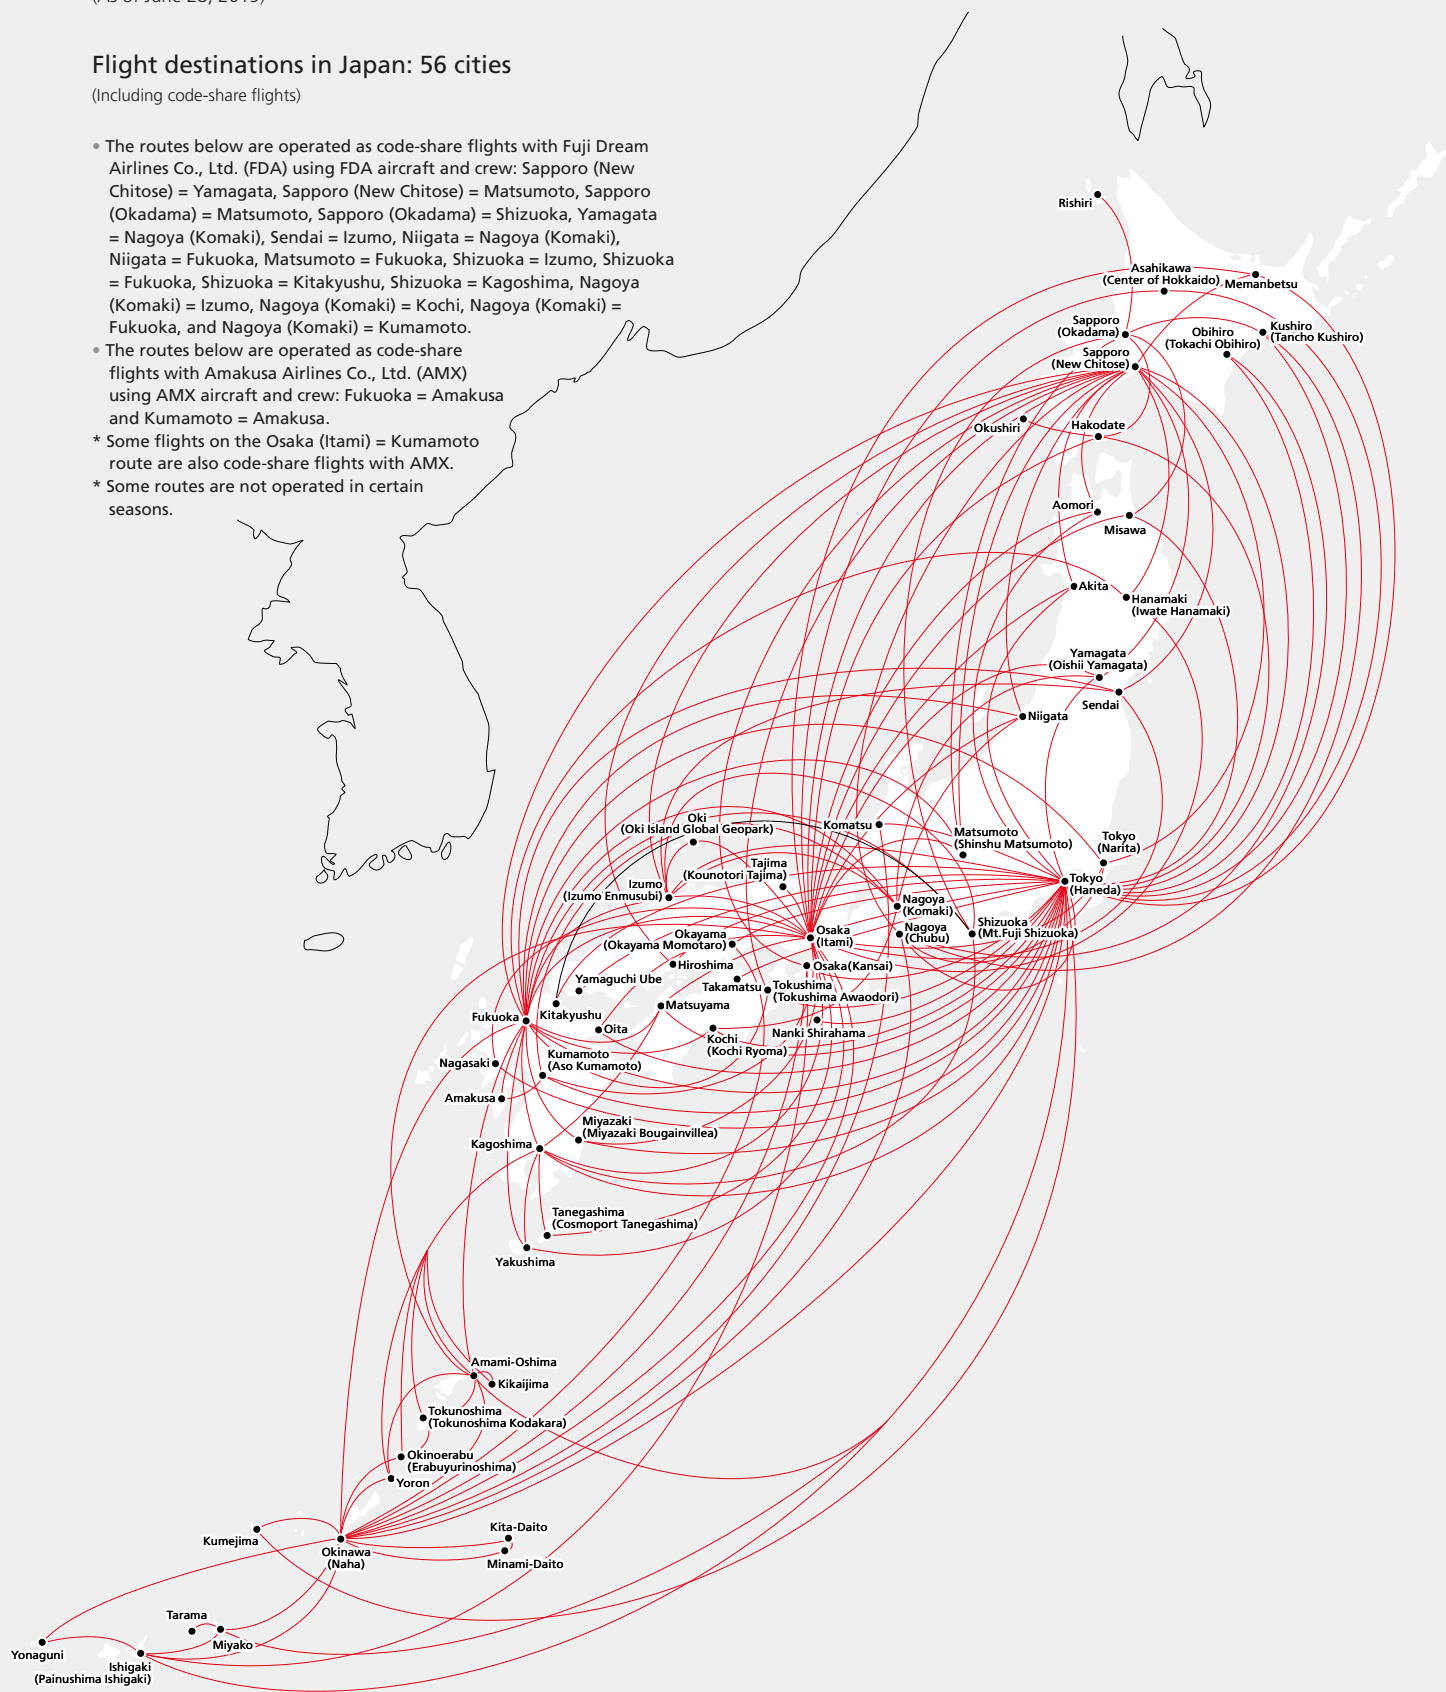 (As of June 28, 2019)
Flight destinations in Japan: 56 cities
(Including code-share flights)
• The routes below are operated as code-share flights with Fuji Dream
Airlines Co., Ltd. (FDA) using FDA aircraft and crew: Sapporo (New
Chitose) = Yamagata, Sapporo (New Chitose) = Matsumoto, Sapporo
(Okadama) = Matsumoto, Sapporo (Okadama) = Shizuoka, Yamagata
= Nagoya (Komaki), Sendai = Izumo, Niigata = Nagoya (Komaki),
Niigata = Fukuoka, Matsumoto = Fukuoka, Shizuoka = Izumo, Shizuoka
= Fukuoka, Shizuoka = Kitakyushu, Shizuoka = Kagoshima, Nagoya
(Komaki) = Izumo, Nagoya (Komaki) = Kochi, Nagoya (Komaki) =
Fukuoka, and Nagoya (Komaki) = Kumamoto.
• The routes below are operated as code-share
flights with Amakusa Airlines Co., Ltd. (AMX)
using AMX aircraft and crew: Fukuoka = Amakusa
and Kumamoto = Amakusa.
* Some flights on the Osaka (Itami) = Kumamoto
route are also code-share flights with AMX.
* Some routes are not operated in certain
seasons.
Rishiri
Asahikawa
(Center of Hokkaido)
Memanbetsu
Sapporo
(Okadama)
Obihiro
(Tokachi Obihiro)
Kushiro
(Tancho Kushiro)
Sapporo
(New Chitose)
Okushiri
Hakodate
Aomori
Misawa
Akita
Hanamaki
(Iwate Hanamaki)
Yamagata
(Oishii Yamagata)
Sendai
Niigata
Oki
(Oki Island Global Geopark)
Komatsu
Matsumoto
(Shinshu Matsumoto)
Tokyo
(Narita)
Tajima
(Kounotori Tajima)
Izumo
(Izumo Enmusubi)
Tokyo
(Haneda)
Nagoya
(Komaki)
Nagoya
(Chubu)
Shizuoka
(Mt.Fuji Shizuoka)
Okayama
(Okayama Momotaro)
Osaka
(Itami)
Hiroshima
Osaka(Kansai)
Yamaguchi Ube
Takamatsu
Tokushima
(Tokushima Awaodori)
Matsuyama
Fukuoka
Kitakyushu
Oita
Kochi
(Kochi Ryoma)
Nanki Shirahama
Nagasaki
Kumamoto
(Aso Kumamoto)
Amakusa
Miyazaki
(Miyazaki Bougainvillea)
Kagoshima
Tanegashima
(Cosmoport Tanegashima)
Yakushima
Amami-Oshima
Kikaijima
Tokunoshima
(Tokunoshima Kodakara)
Okinoerabu
(Erabuyurinoshima)
Yoron
Kumejima
Okinawa
(Naha)
Kita-Daito
Minami-Daito
Tarama
Miyako
Yonaguni
Ishigaki
(Painushima Ishigaki)